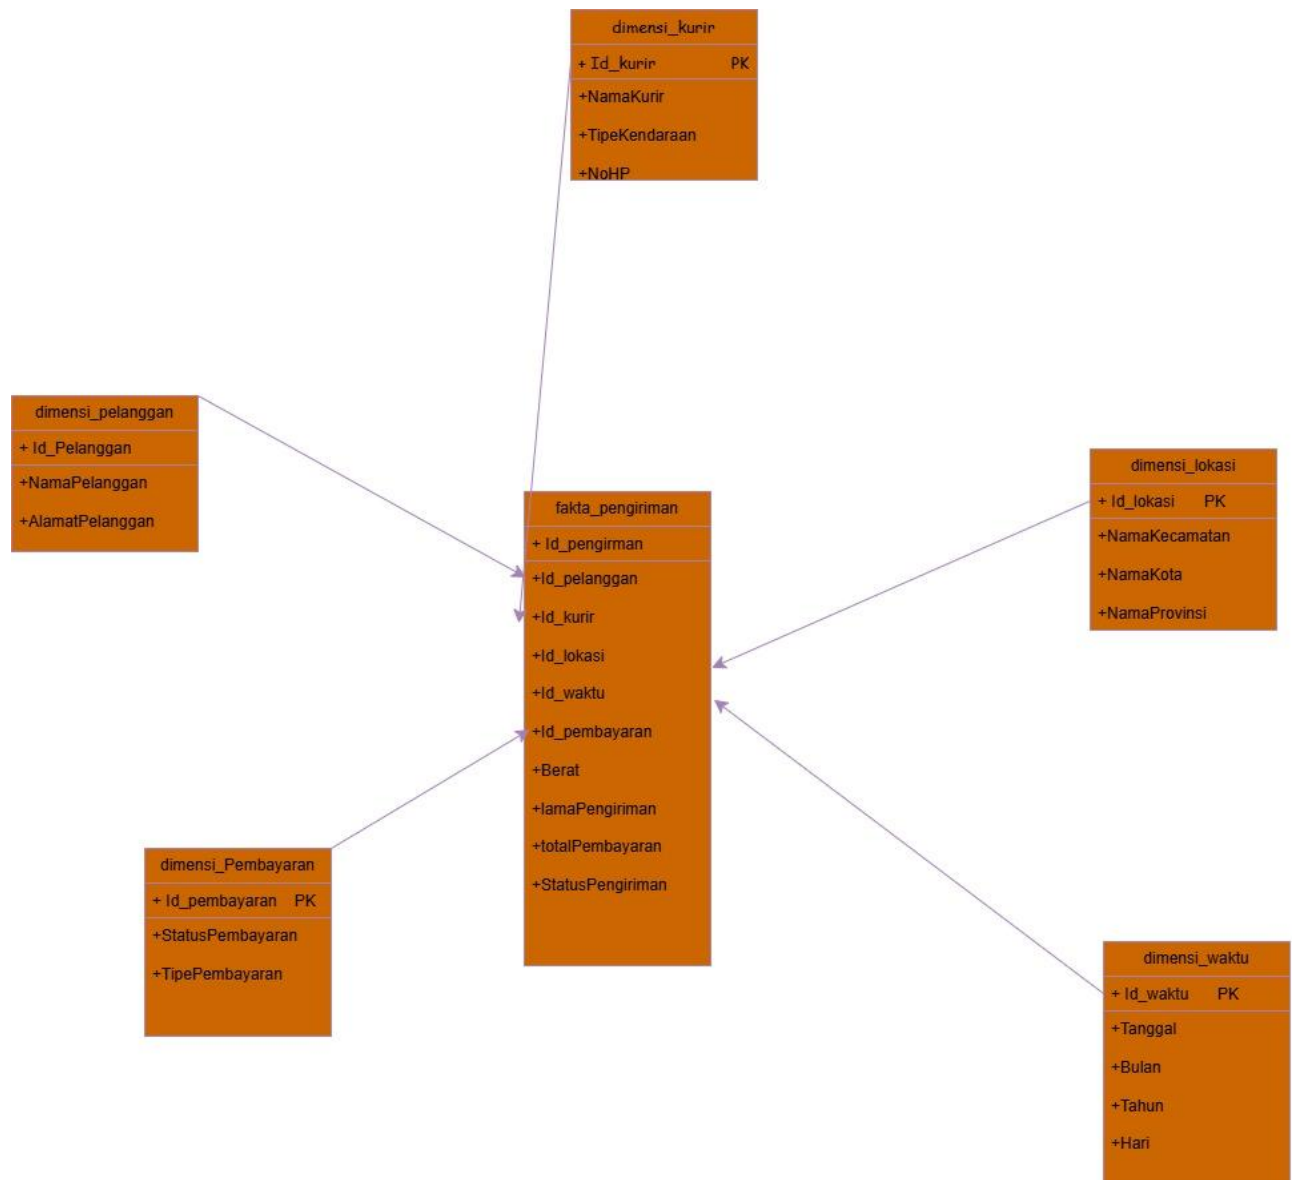 dimensi_kurir
+ Id_kurir PK
+NamaKurir
+TipeKendaraan
+NoHP
dimensi_pelanggan
+ Id_Pelanggan
+NamaPelanggan
+AlamatPelanggan
fakta_pengiriman
+ Id_pengirman
+Id_pelanggan
+Id_kurir
+Id_lokasi
+Id_waktu
+Id_pembayaran
+Berat
+lamaPengiriman
+totalPembayaran
+StatusPengiriman
dimensi_lokasi
+ Id_lokasi PK
+NamaKecamatan
+NamaKota
+NamaProvinsi
dimensi_Pembayaran
+ Id_pembayaran PK
+StatusPembayaran
+TipePembayaran
dimensi_waktu
+ Id_waktu PK
+Tanggal
+Bulan
+Tahun
+Hari